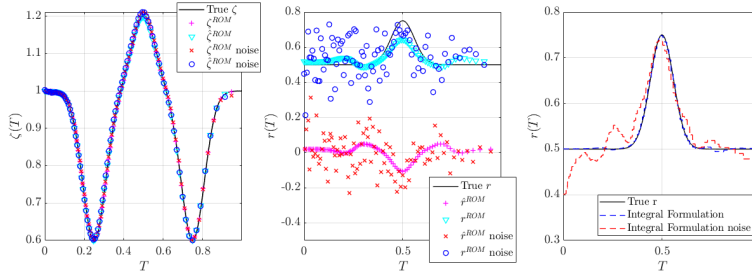 1.2
1
0.9
0.8
0.7
0.6
0
0.2
0.4
0.6
0.8
T
ζ(T)
True ζ
ζ^ROM
ζ̂^ROM
ζ^ROM noise
ζ̂^ROM noise
0.8
0.6
0.4
0.2
0
-0.2
-0.4
0
0.5
T
r(T)
True r
r̂^ROM
r^ROM
r̂^ROM noise
r^ROM noise
0.8
0.7
0.6
0.5
0.4
0.3
0
0.5
T
r(T)
True r
Integral Formulation
Integral Formulation noise